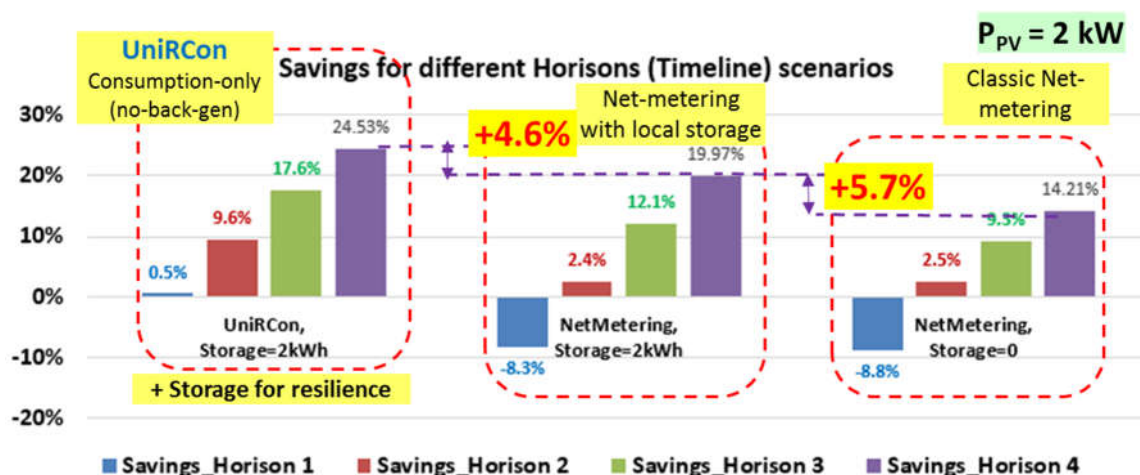 P_PV = 2 kW
UniRCon
Consumption-only
(no-back-gen)
Savings for different Horisons (Timeline) scenarios
Net-metering
with local storage
Classic Net-
metering
30%
20%
10%
0%
-10%
-20%
0.5%
9.6%
17.6%
24.53%
+4.6%
-8.3%
2.4%
12.1%
19.97%
+5.7%
-8.8%
2.5%
9.3%
14.21%
UniRCon,
Storage=2kWh
NetMetering,
Storage=2kWh
NetMetering,
Storage=0
+ Storage for resilience
Savings_Horison 1 Savings_Horison 2 Savings_Horison 3 Savings_Horison 4